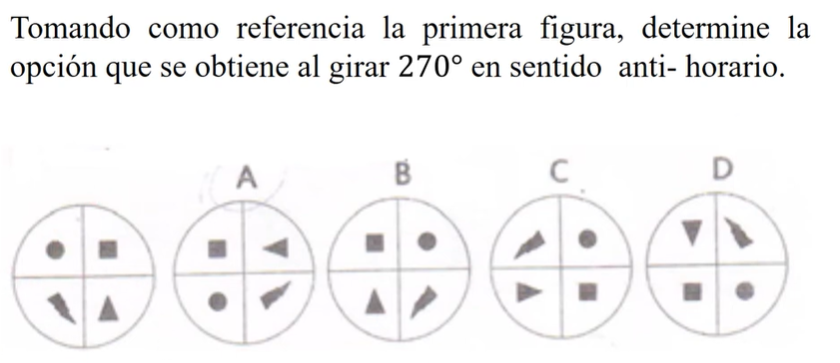 Tomando como referencia la primera figura, determine la
opción que se obtiene al girar 270° en sentido anti- horario.
A B C D